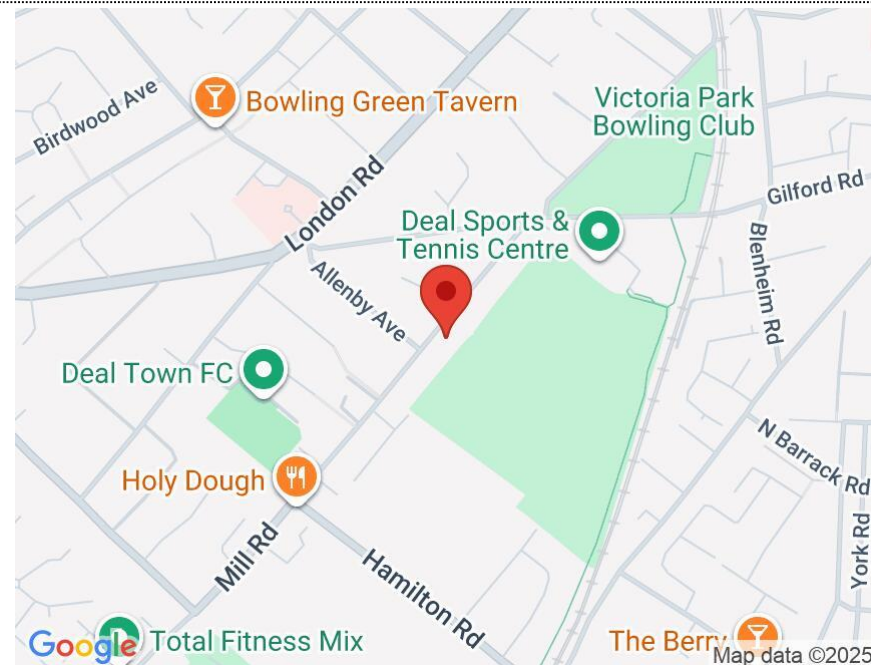 Birdwood Ave
Bowling Green Tavern
Victoria Park
Bowling Club
London Rd
Gilford Rd
Deal Sports &
Tennis Centre
Blenheim Rd
Allenby Ave
Deal Town FC
N Barrack Rd
Holy Dough
York Rd
Mill Rd
Hamilton Rd
Google
Total Fitness Mix
The Berry
Map data ©2025